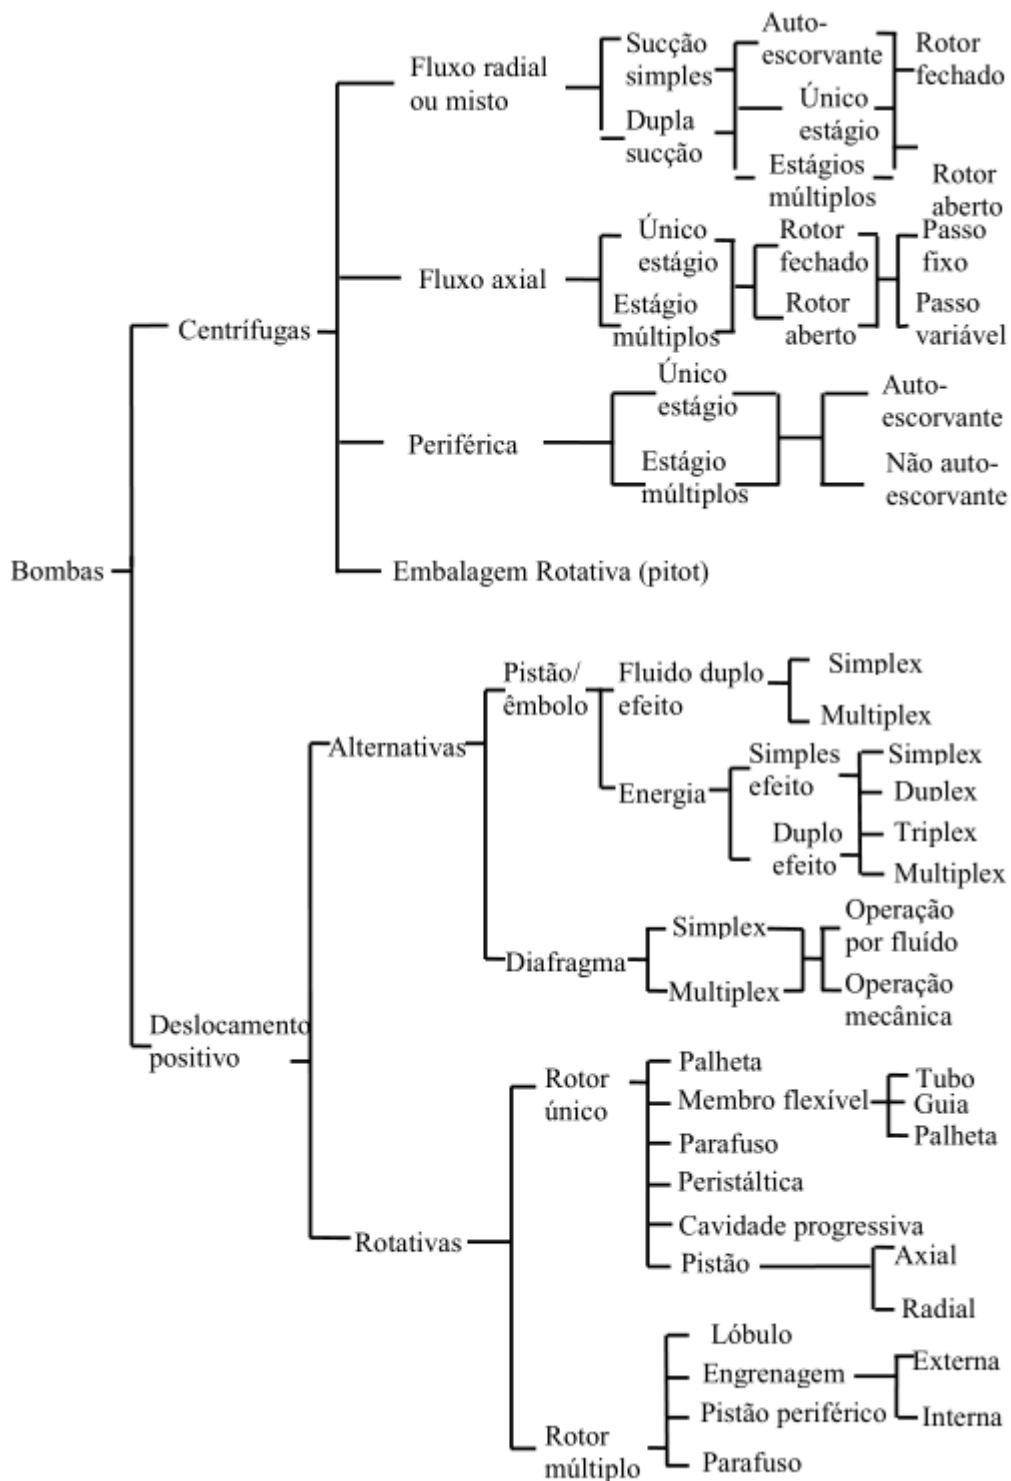 Fluxo radial
ou misto
Sucção
simples
Dupla
sucção
Auto-
escorvante
Único
estágio
Estágios
múltiplos
Rotor
fechado
Rotor
aberto
Fluxo axial
Único
estágio
Estágio
múltiplos
Rotor
fechado
Rotor
aberto
Passo
fixo
Passo
variável
Centrífugas
Periférica
Único
estágio
Estágio
múltiplos
Auto-
escorvante
Não auto-
escorvante
Bombas
Embalagem Rotativa (pitot)
Pistão/
êmbolo
Fluido duplo
efeito
Simplex
Multiplex
Alternativas
Energia
Simples
efeito
Duplo
efeito
Simplex
Duplex
Triplex
Multiplex
Diafragma
Simplex
Multiplex
Operação
por fluído
Operação
mecânica
Deslocamento
positivo
Rotor
único
Palheta
Membro flexível
Tubo
Guia
Palheta
Parafuso
Peristáltica
Cavidade progressiva
Pistão
Axial
Radial
Rotativas
Rotor
múltiplo
Lóbulo
Engrenagem
Externa
Interna
Pistão periférico
Parafuso